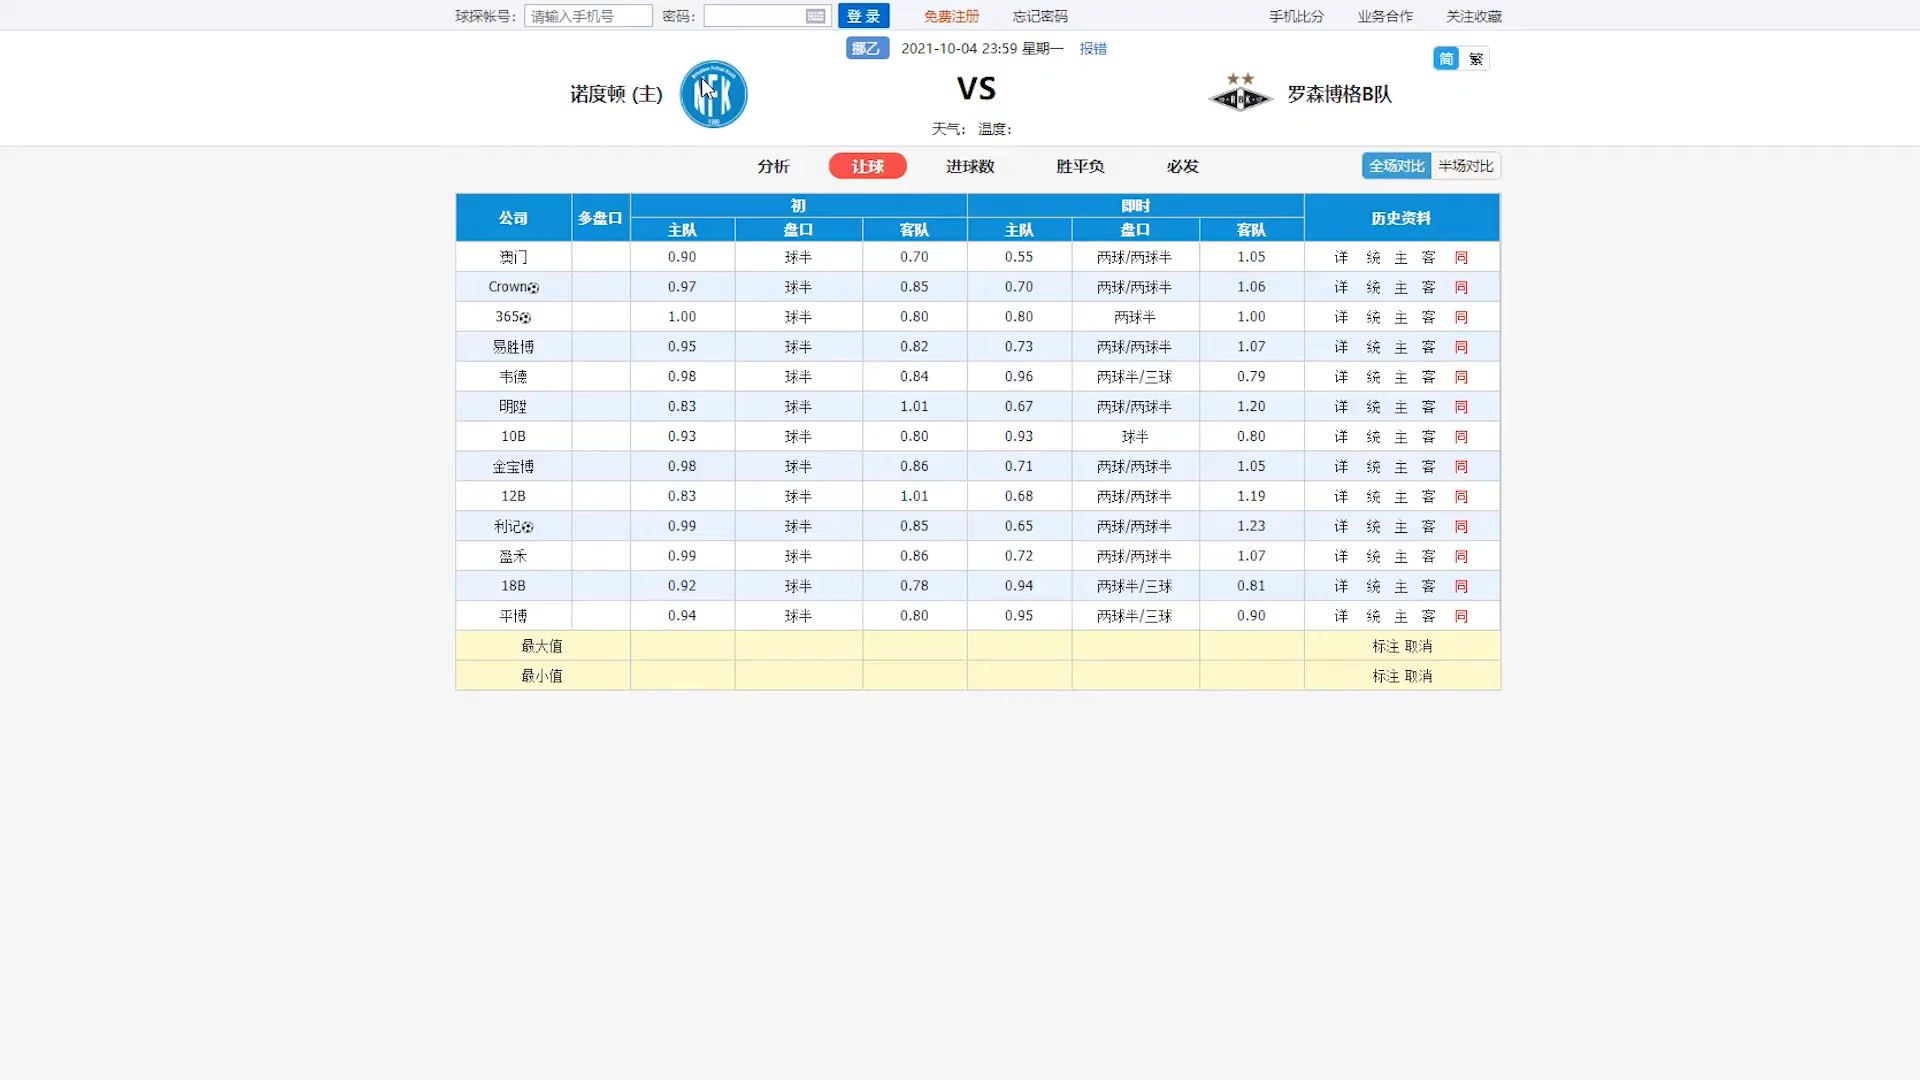 球探帐号： 请输入手机号 密码： 登 录 免费注册 忘记密码 手机比分 业务合作 关注收藏
挪乙 2021-10-04 23:59 星期一 报错
简 繁
诺度顿 (主) NFK VS RBK 罗森博格B队
天气： 温度：
分析 让球 进球数 胜平负 必发 全场对比 半场对比
公司 多盘口 初 即时 历史资料
主队 盘口 客队 主队 盘口 客队
澳门 0.90 球半 0.70 0.55 两球/两球半 1.05 详 统 主 客 同
Crown 0.97 球半 0.85 0.70 两球/两球半 1.06 详 统 主 客 同
365 1.00 球半 0.80 0.80 两球半 1.00 详 统 主 客 同
易胜博 0.95 球半 0.82 0.73 两球/两球半 1.07 详 统 主 客 同
韦德 0.98 球半 0.84 0.96 两球半/三球 0.79 详 统 主 客 同
明陞 0.83 球半 1.01 0.67 两球/两球半 1.20 详 统 主 客 同
10B 0.93 球半 0.80 0.93 球半 0.80 详 统 主 客 同
金宝博 0.98 球半 0.86 0.71 两球/两球半 1.05 详 统 主 客 同
12B 0.83 球半 1.01 0.68 两球/两球半 1.19 详 统 主 客 同
利记 0.99 球半 0.85 0.65 两球/两球半 1.23 详 统 主 客 同
盈禾 0.99 球半 0.86 0.72 两球/两球半 1.07 详 统 主 客 同
18B 0.92 球半 0.78 0.94 两球半/三球 0.81 详 统 主 客 同
平博 0.94 球半 0.80 0.95 两球半/三球 0.90 详 统 主 客 同
最大值 标注 取消
最小值 标注 取消